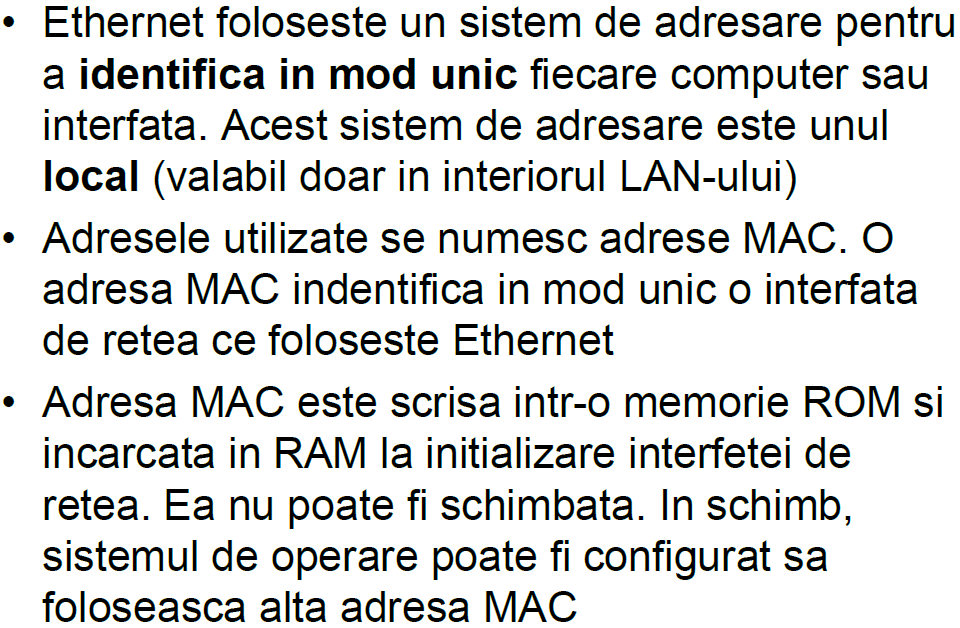 • Ethernet foloseste un sistem de adresare pentru
a identifica in mod unic fiecare computer sau
interfata. Acest sistem de adresare este unul
local (valabil doar in interiorul LAN-ului)
• Adresele utilizate se numesc adrese MAC. O
adresa MAC indentifica in mod unic o interfata
de retea ce foloseste Ethernet
• Adresa MAC este scrisa intr-o memorie ROM si
incarcata in RAM la initializare interfetei de
retea. Ea nu poate fi schimbata. In schimb,
sistemul de operare poate fi configurat sa
foloseasca alta adresa MAC